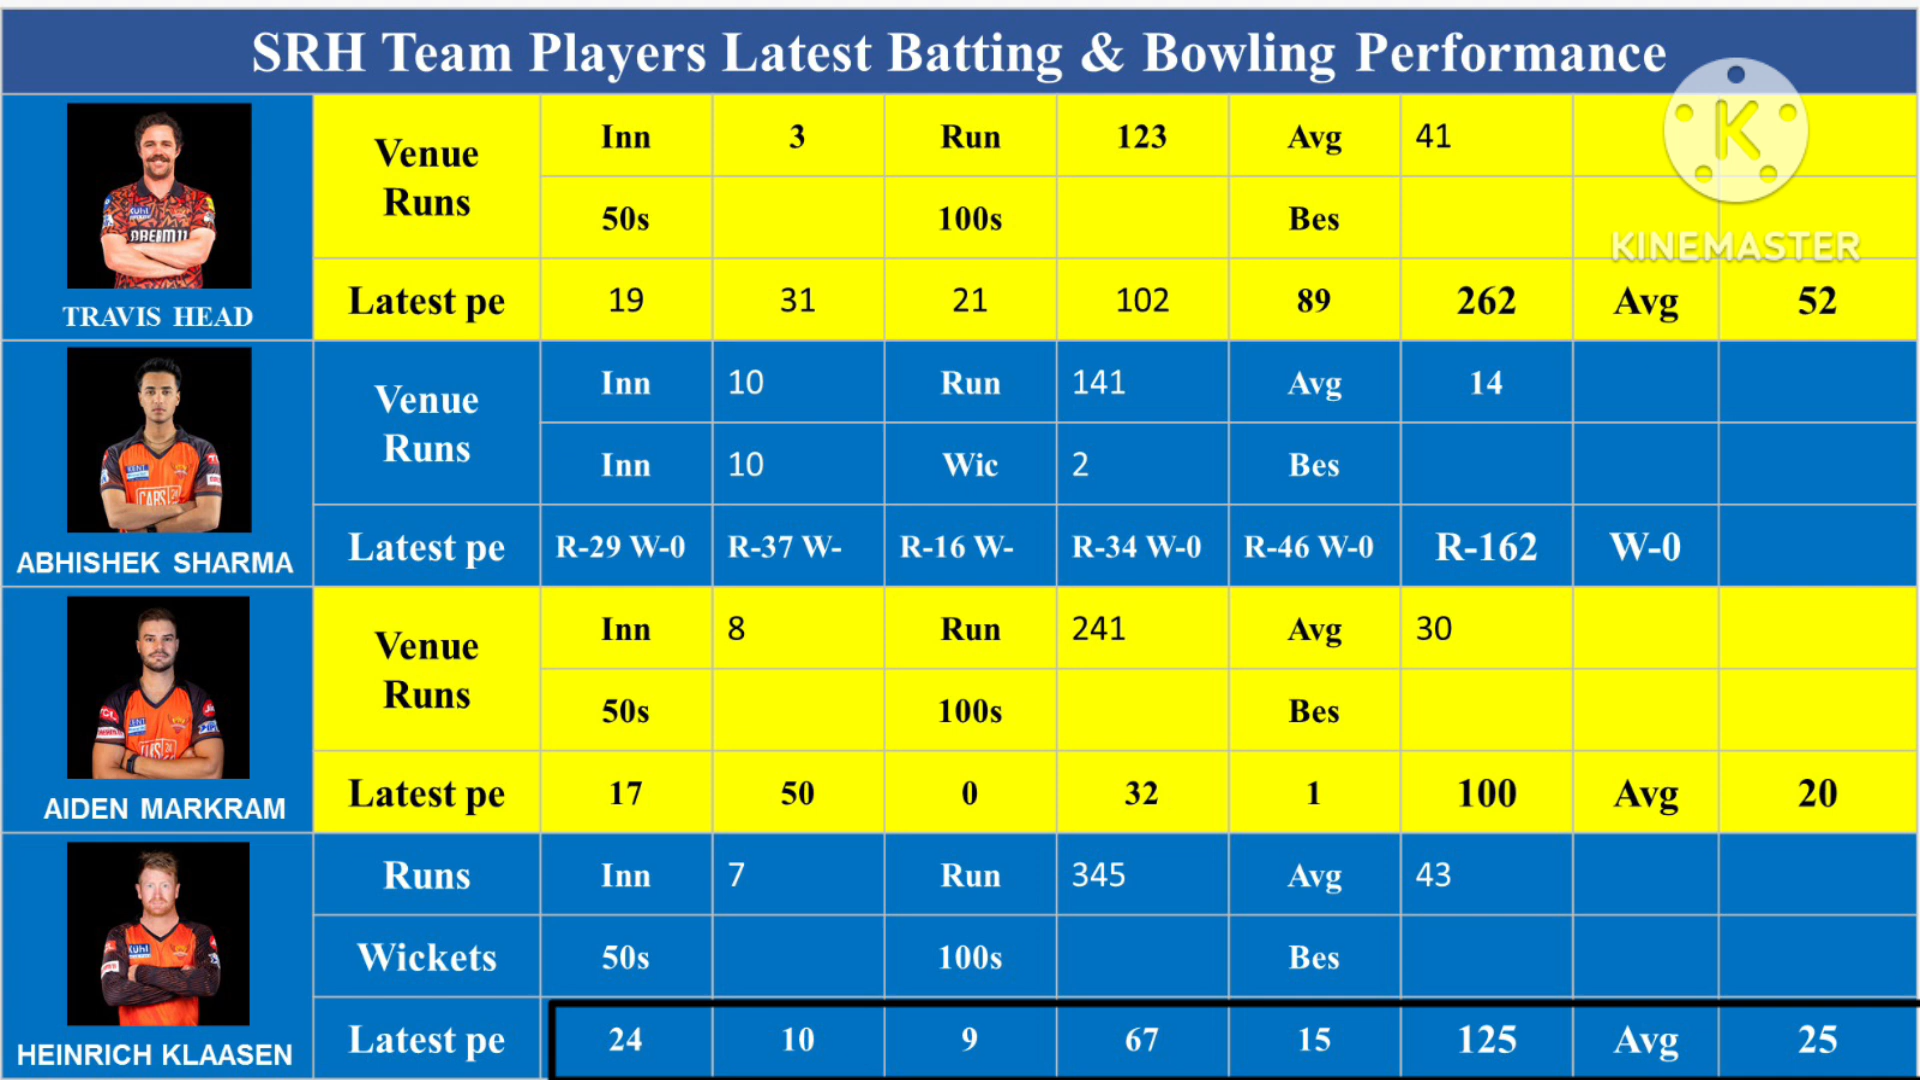 SRH Team Players Latest Batting & Bowling Performance
Venue Runs Inn 3 Run 123 Avg 41
50s 100s Bes
TRAVIS HEAD Latest pe 19 31 21 102 89 262 Avg 52
KINEMASTER
Venue Runs Inn 10 Run 141 Avg 14
Inn 10 Wic 2 Bes
ABHISHEK SHARMA Latest pe R-29 W-0 R-37 W- R-16 W- R-34 W-0 R-46 W-0 R-162 W-0
Venue Runs Inn 8 Run 241 Avg 30
50s 100s Bes
AIDEN MARKRAM Latest pe 17 50 0 32 1 100 Avg 20
Runs Inn 7 Run 345 Avg 43
Wickets 50s 100s Bes
HEINRICH KLAASEN Latest pe 24 10 9 67 15 125 Avg 25